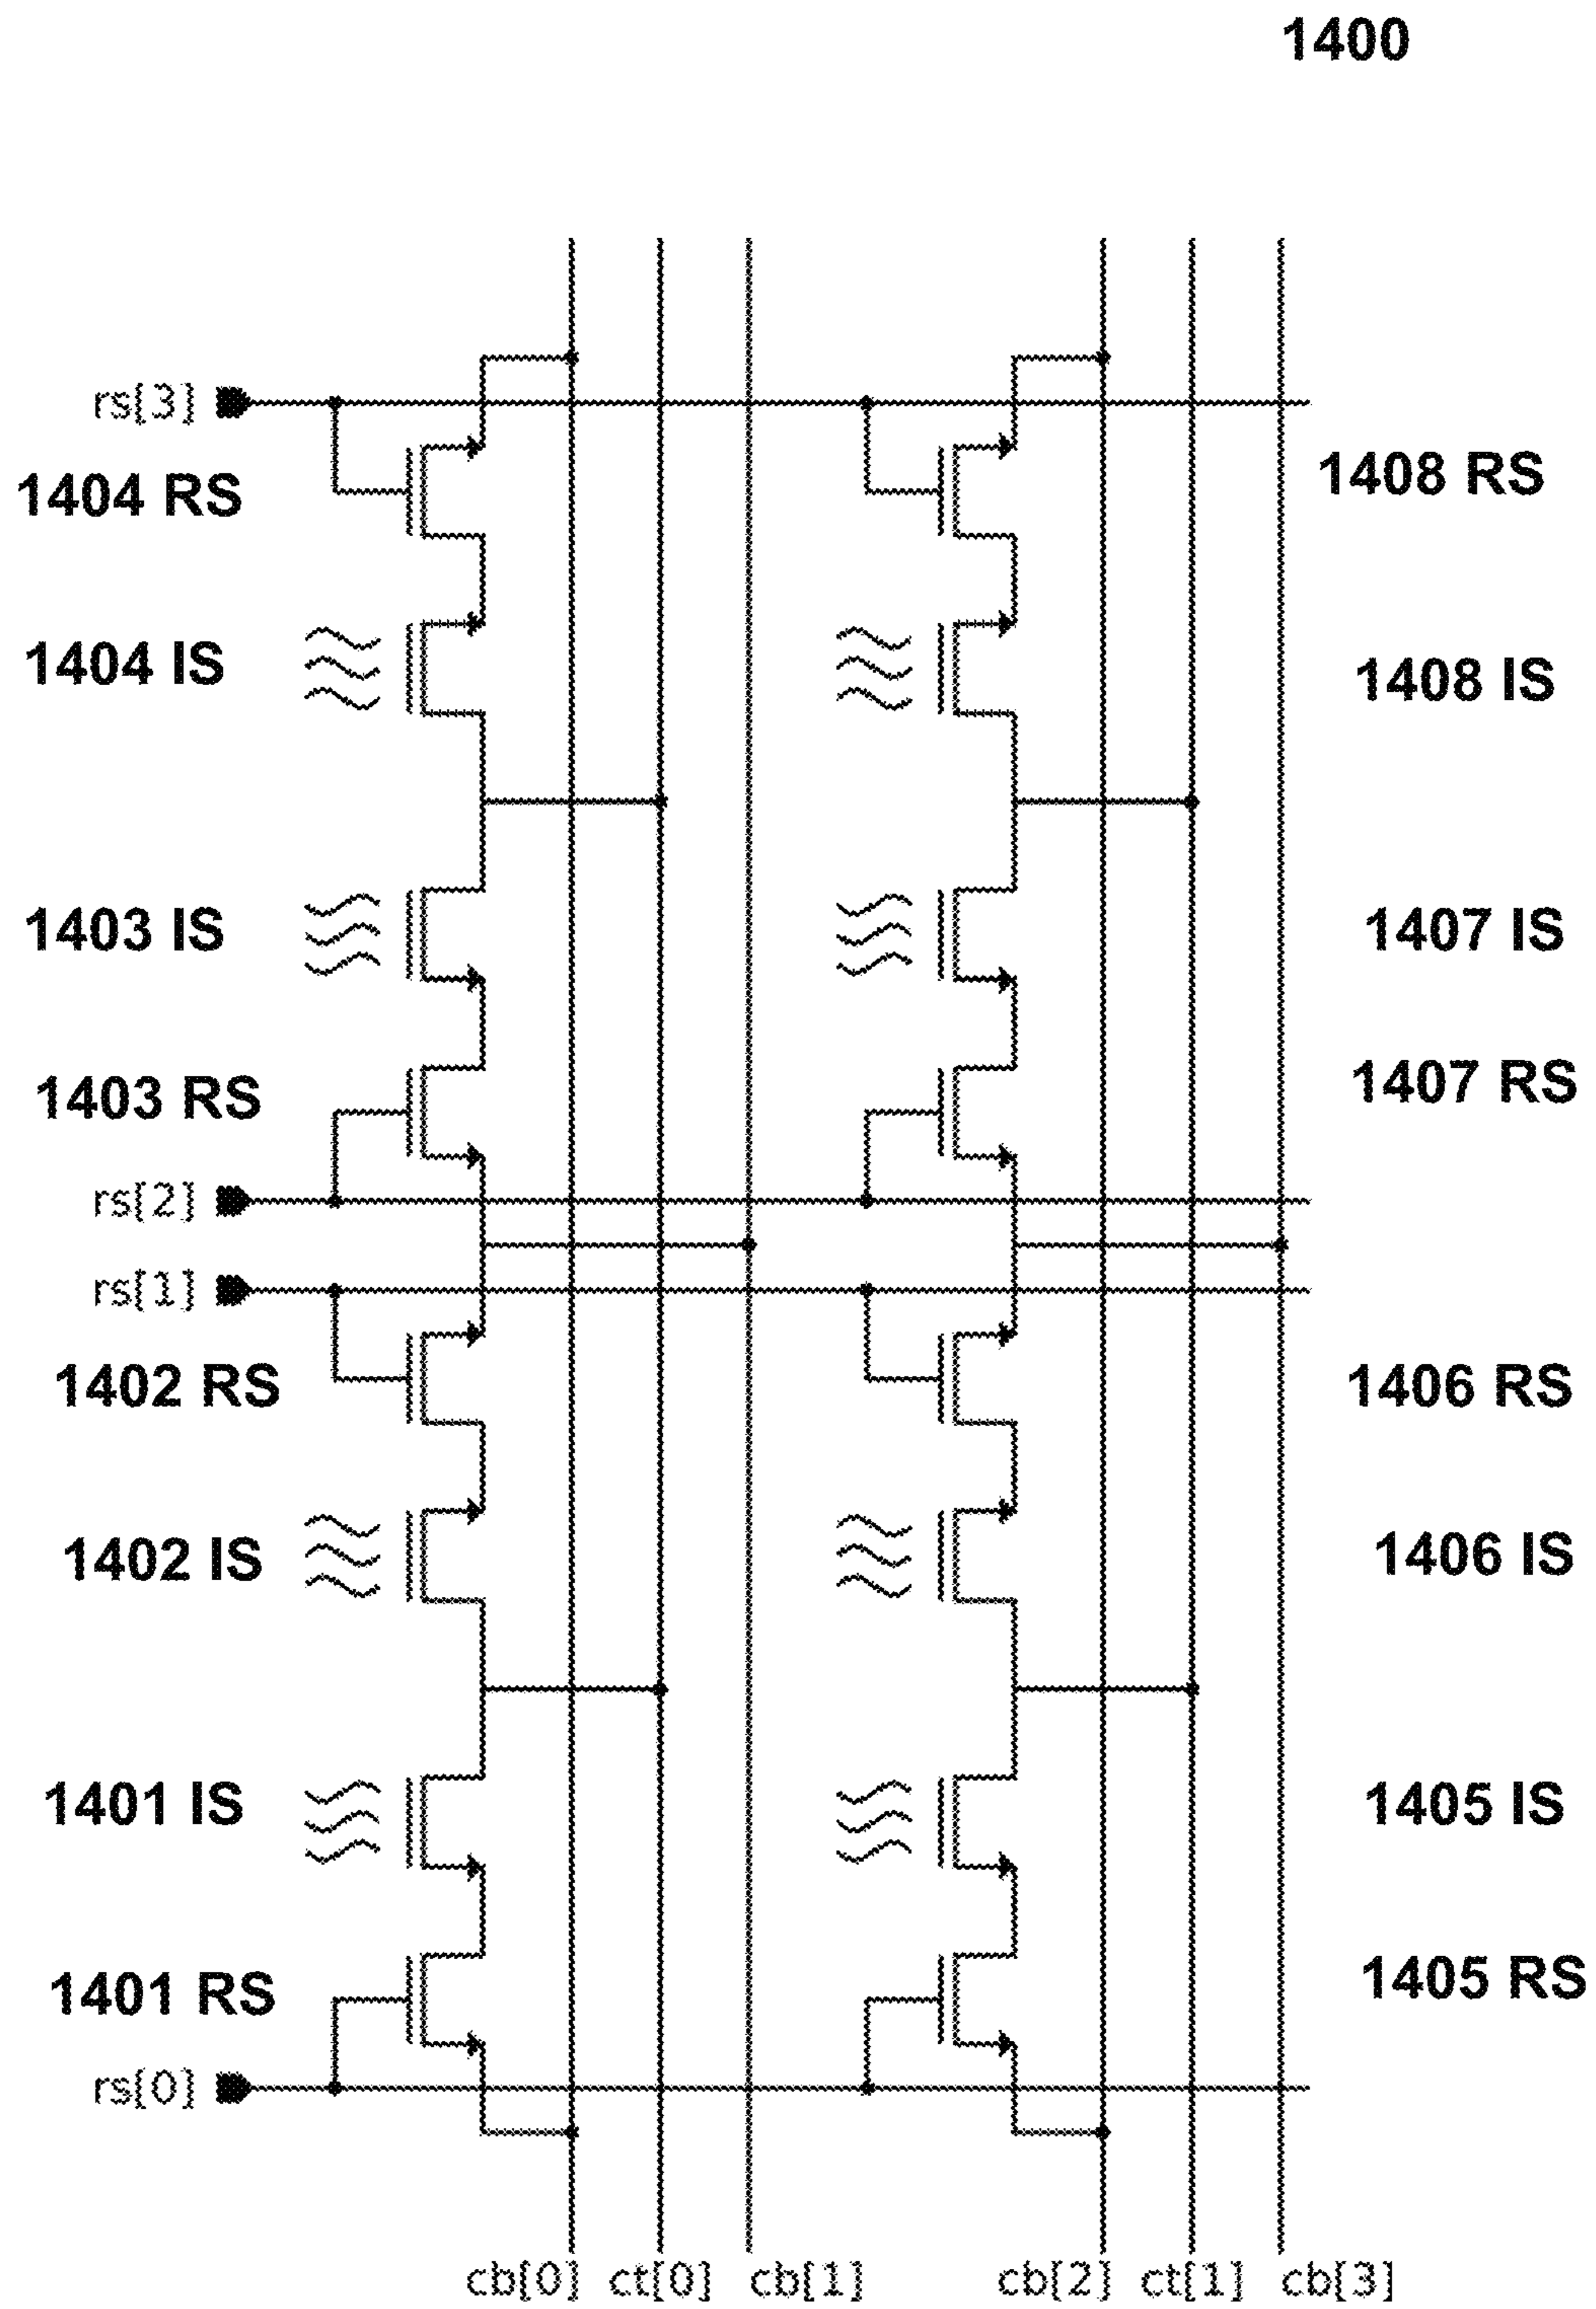 1400
rs[3]
1404 RS
1408 RS
1404 IS
1408 IS
1403 IS
1407 IS
1403 RS
1407 RS
rs[2]
rs[1]
1402 RS
1406 RS
1402 IS
1406 IS
1401 IS
1405 IS
1401 RS
1405 RS
rs[0]
cb[0] ct[0] cb[1] cb[2] ct[1] cb[3]